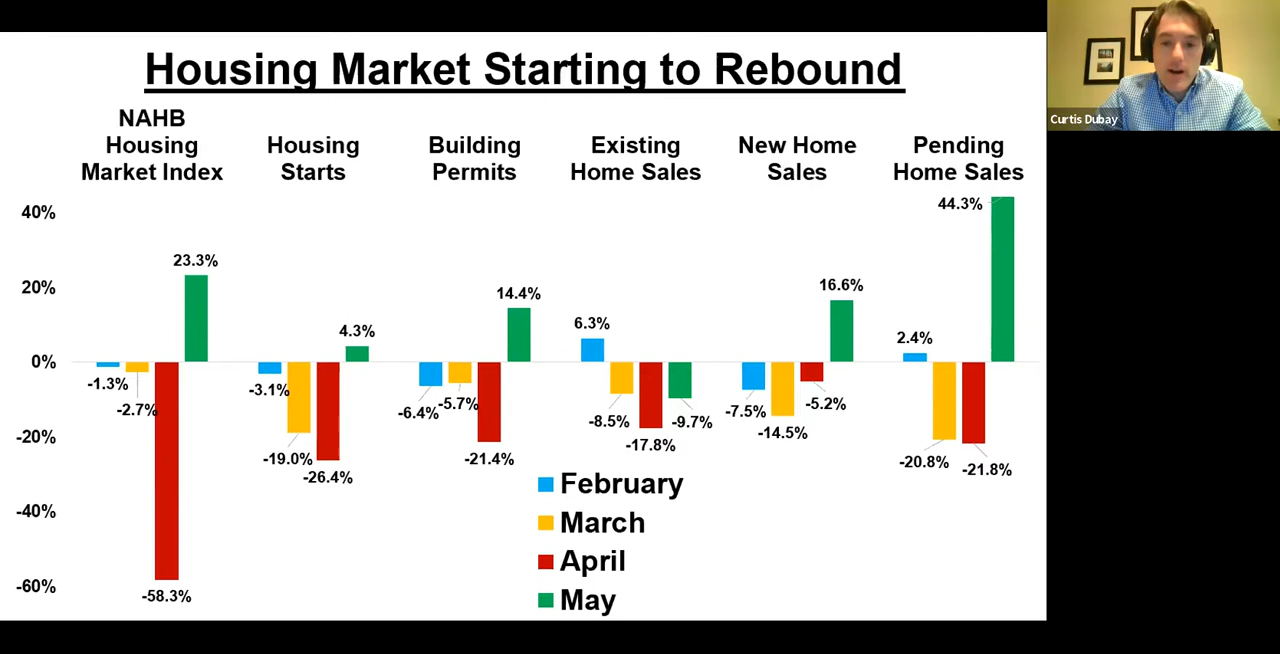 Housing Market Starting to Rebound
Curtis Dubay
NAHB
Housing
Market Index
Housing
Starts
Building
Permits
Existing
Home Sales
New Home
Sales
Pending
Home Sales
40%
20%
0%
-20%
-40%
-60%
-1.3%
-2.7%
-58.3%
23.3%
-3.1%
-19.0%
-26.4%
4.3%
-6.4%
-5.7%
-21.4%
14.4%
6.3%
-8.5%
-17.8%
-9.7%
-7.5%
-14.5%
-5.2%
16.6%
2.4%
-20.8%
-21.8%
44.3%
February
March
April
May